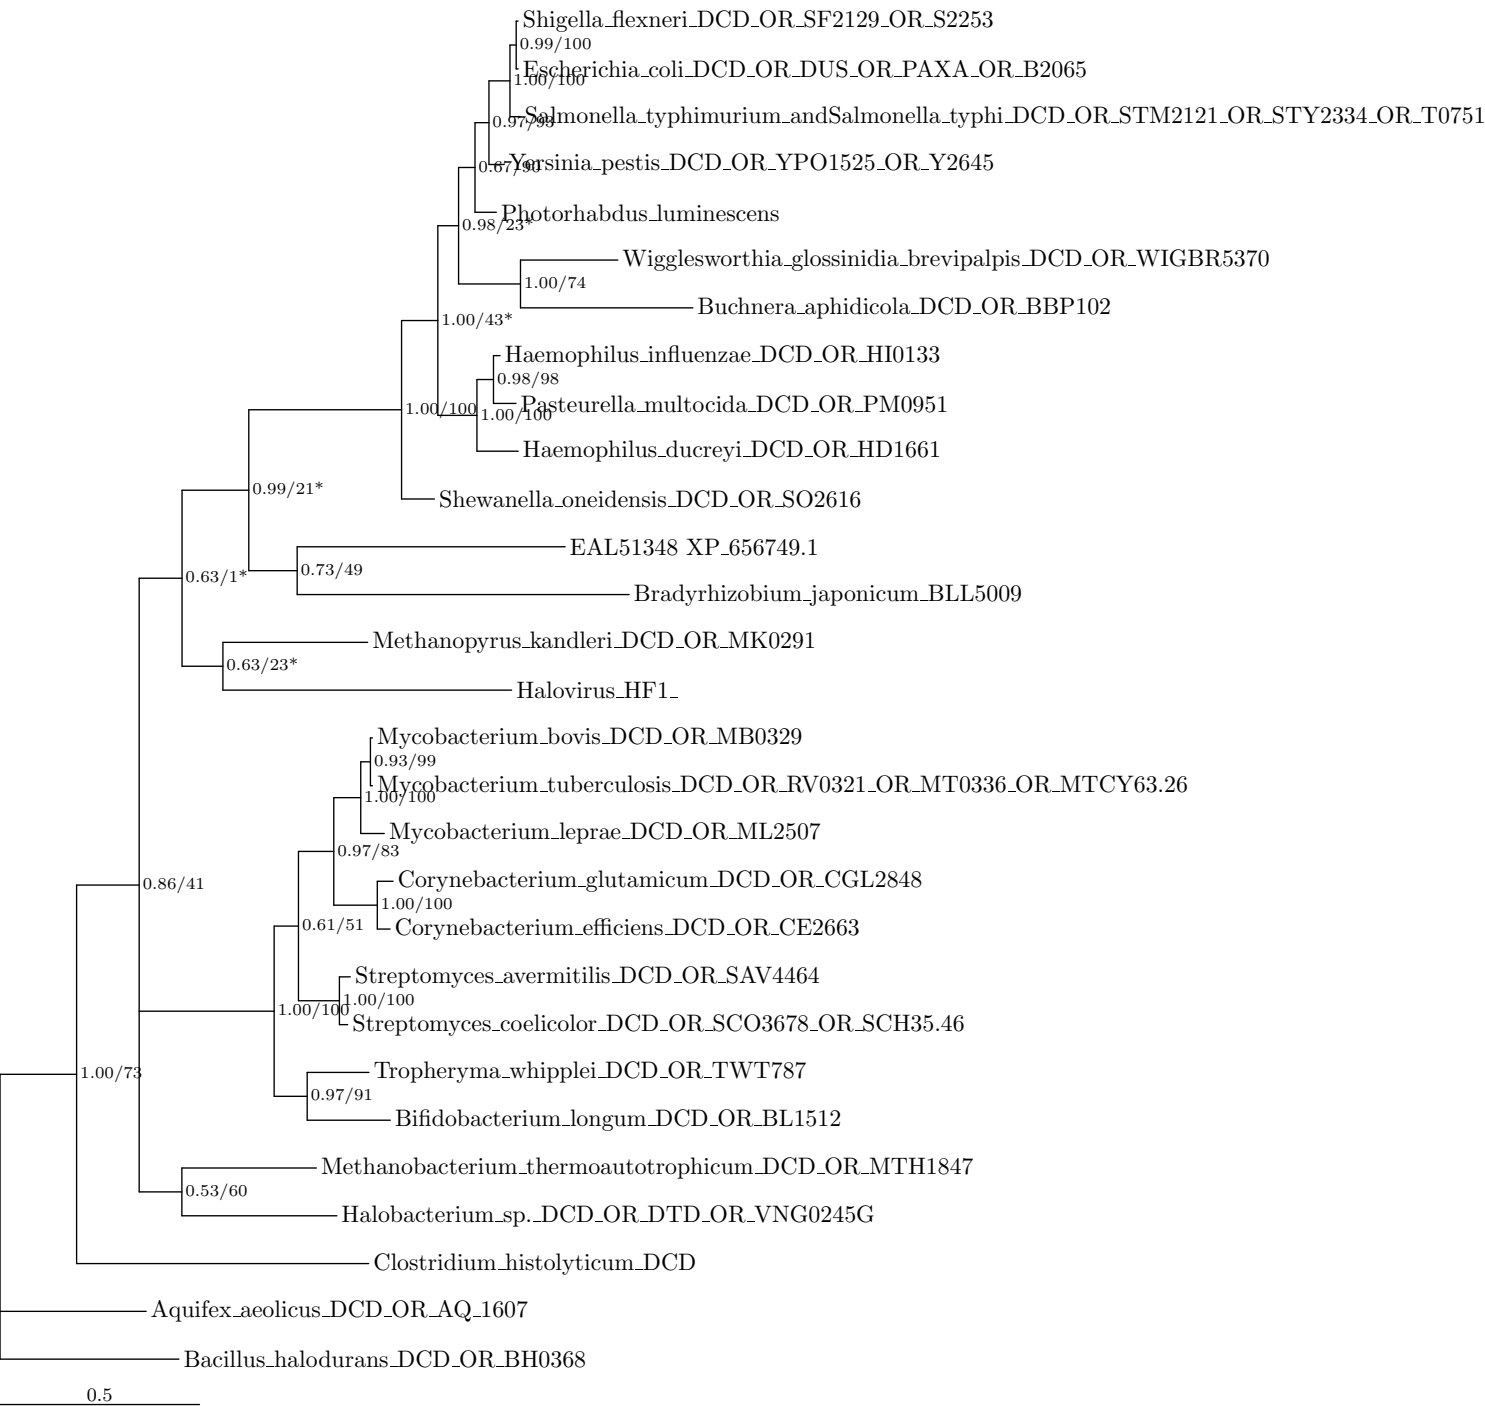 Shigella_flexneri_DCD_OR_SF2129_OR_S2253
0.99/100
Escherichia_coli_DCD_OR_DUS_OR_PAXA_OR_B2065
1.00/100
Salmonella_typhimurium_andSalmonella_typhi_DCD_OR_STM2121_OR_STY2334_OR_T0751
0.97/93
Yersinia_pestis_DCD_OR_YPO1525_OR_Y2645
0.67/90
Photorhabdus_luminescens
0.98/23*
Wigglesworthia_glossinidia_brevipalpis_DCD_OR_WIGBR5370
1.00/74
Buchnera_aphidicola_DCD_OR_BBP102
1.00/43*
Haemophilus_influenzae_DCD_OR_HI0133
0.98/98
Pasteurella_multocida_DCD_OR_PM0951
1.00/100
1.00/100
Haemophilus_ducreyi_DCD_OR_HD1661
0.99/21*
Shewanella_oneidensis_DCD_OR_SO2616
EAL51348 XP_656749.1
0.73/49
0.63/1*
Bradyrhizobium_japonicum_BLL5009
Methanopyrus_kandleri_DCD_OR_MK0291
0.63/23*
Halovirus_HF1_
Mycobacterium_bovis_DCD_OR_MB0329
0.93/99
Mycobacterium_tuberculosis_DCD_OR_RV0321_OR_MT0336_OR_MTCY63.26
1.00/100
Mycobacterium_leprae_DCD_OR_ML2507
0.97/83
Corynebacterium_glutamicum_DCD_OR_CGL2848
0.86/41
1.00/100
Corynebacterium_efficiens_DCD_OR_CE2663
0.61/51
Streptomyces_avermitilis_DCD_OR_SAV4464
1.00/100
1.00/100
Streptomyces_coelicolor_DCD_OR_SCO3678_OR_SCH35.46
Tropheryma_whipplei_DCD_OR_TWT787
1.00/73
0.97/91
Bifidobacterium_longum_DCD_OR_BL1512
Methanobacterium_thermoautotrophicum_DCD_OR_MTH1847
0.53/60
Halobacterium_sp._DCD_OR_DTD_OR_VNG0245G
Clostridium_histolyticum_DCD
Aquifex_aeolicus_DCD_OR_AQ_1607
Bacillus_halodurans_DCD_OR_BH0368
0.5